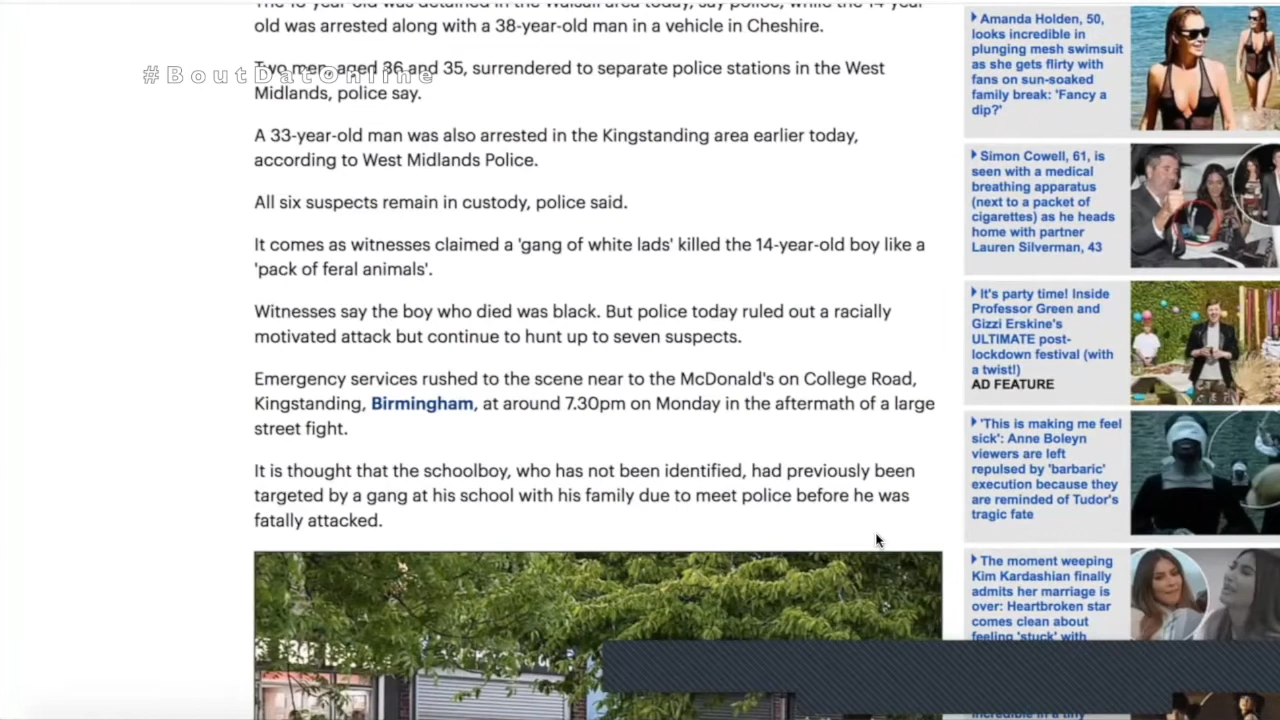 old was arrested along with a 38-year-old man in a vehicle in Cheshire.
#BoutDatOnline
aged 36 and 35, surrendered to separate police stations in the West
Midlands, police say.
A 33-year-old man was also arrested in the Kingstanding area earlier today,
according to West Midlands Police.
All six suspects remain in custody, police said.
It comes as witnesses claimed a 'gang of white lads' killed the 14-year-old boy like a
'pack of feral animals'.
Witnesses say the boy who died was black. But police today ruled out a racially
motivated attack but continue to hunt up to seven suspects.
Emergency services rushed to the scene near to the McDonald's on College Road,
Kingstanding, Birmingham, at around 7.30pm on Monday in the aftermath of a large
street fight.
It is thought that the schoolboy, who has not been identified, had previously been
targeted by a gang at his school with his family due to meet police before he was
fatally attacked.
Amanda Holden, 50,
looks incredible in
plunging mesh swimsuit
as she gets flirty with
fans on sun-soaked
family break: 'Fancy a
dip?'
Simon Cowell, 61, is
seen with a medical
breathing apparatus
(next to a packet of
cigarettes) as he heads
home with partner
Lauren Silverman, 43
It's party time! Inside
Professor Green and
Gizzi Erskine's
ULTIMATE post-
lockdown festival (with
a twist!)
AD FEATURE
'This is making me feel
sick': Anne Boleyn
viewers are left
repulsed by 'barbaric'
execution because they
are reminded of Tudor's
tragic fate
The moment weeping
Kim Kardashian finally
admits her marriage is
over: Heartbroken star
comes clean about
feeling 'stuck' with